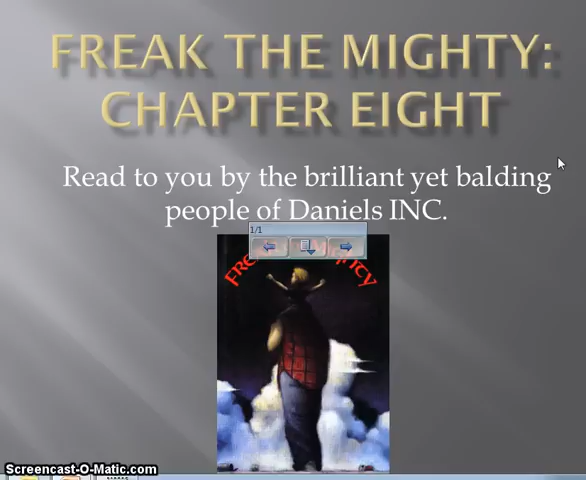 FREAK THE MIGHTY:
CHAPTER EIGHT
Read to you by the brilliant yet balding
people of Daniels INC.
1/1
Screencast-O-Matic.com